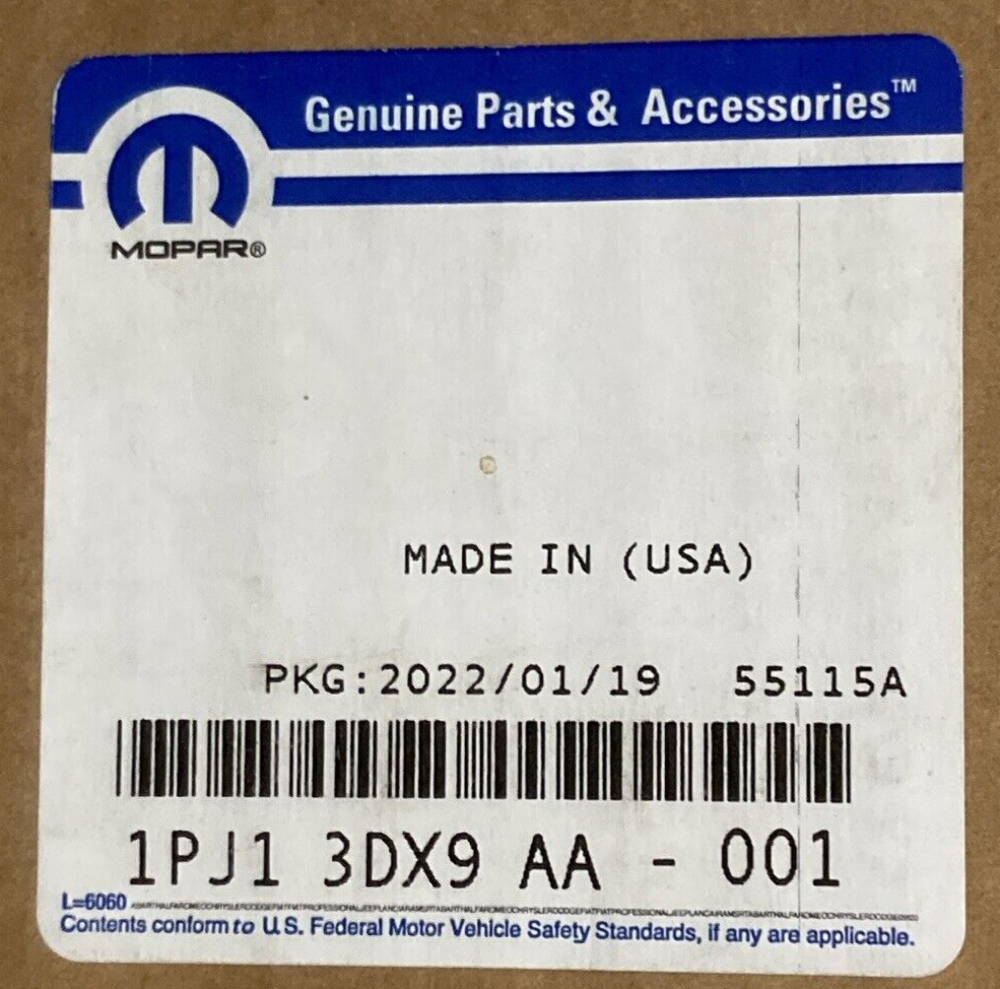 Genuine Parts & Accessories™
MOPAR®
MADE IN (USA)
PKG:2022/01/19 55115A
1PJ1 3DX9 AA - 001
L=6060
Contents conform to U.S. Federal Motor Vehicle Safety Standards, if any are applicable.